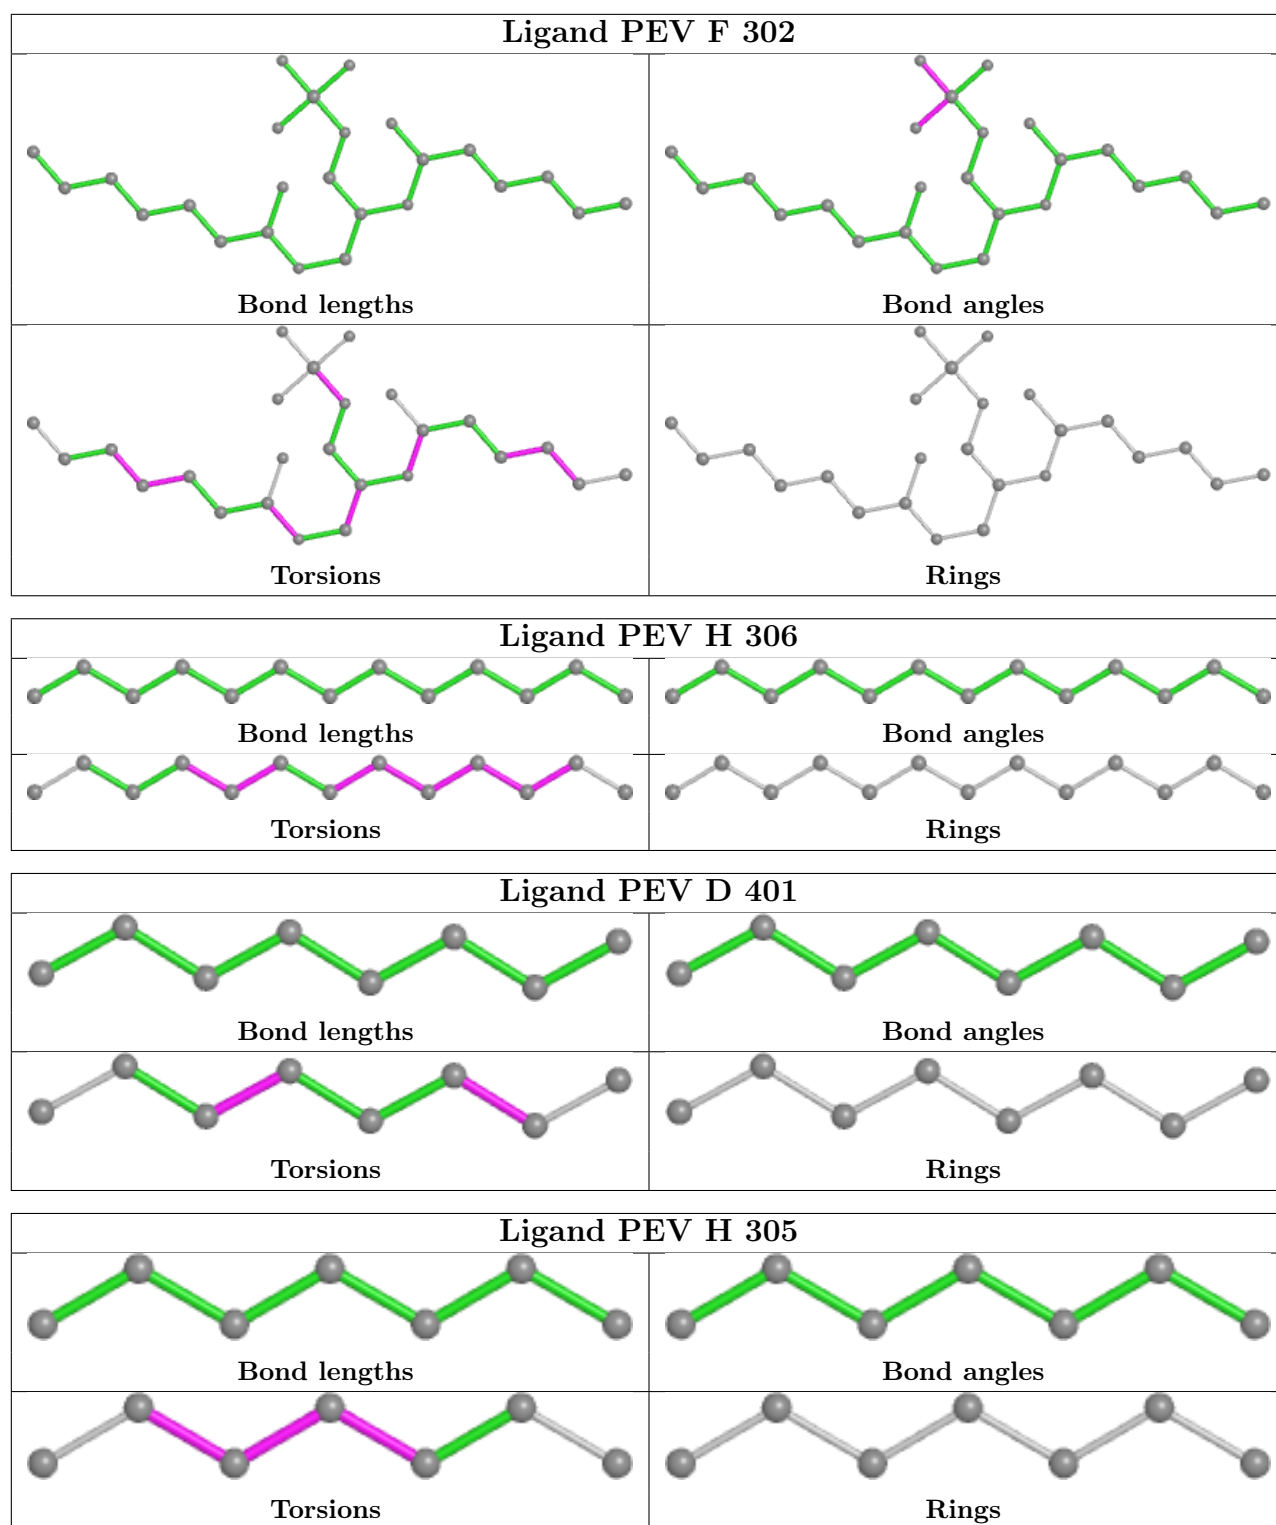 Ligand PEV F 302
Bond lengths
Bond angles
Torsions
Rings
Ligand PEV H 306
Bond lengths
Bond angles
Torsions
Rings
Ligand PEV D 401
Bond lengths
Bond angles
Torsions
Rings
Ligand PEV H 305
Bond lengths
Bond angles
Torsions
Rings